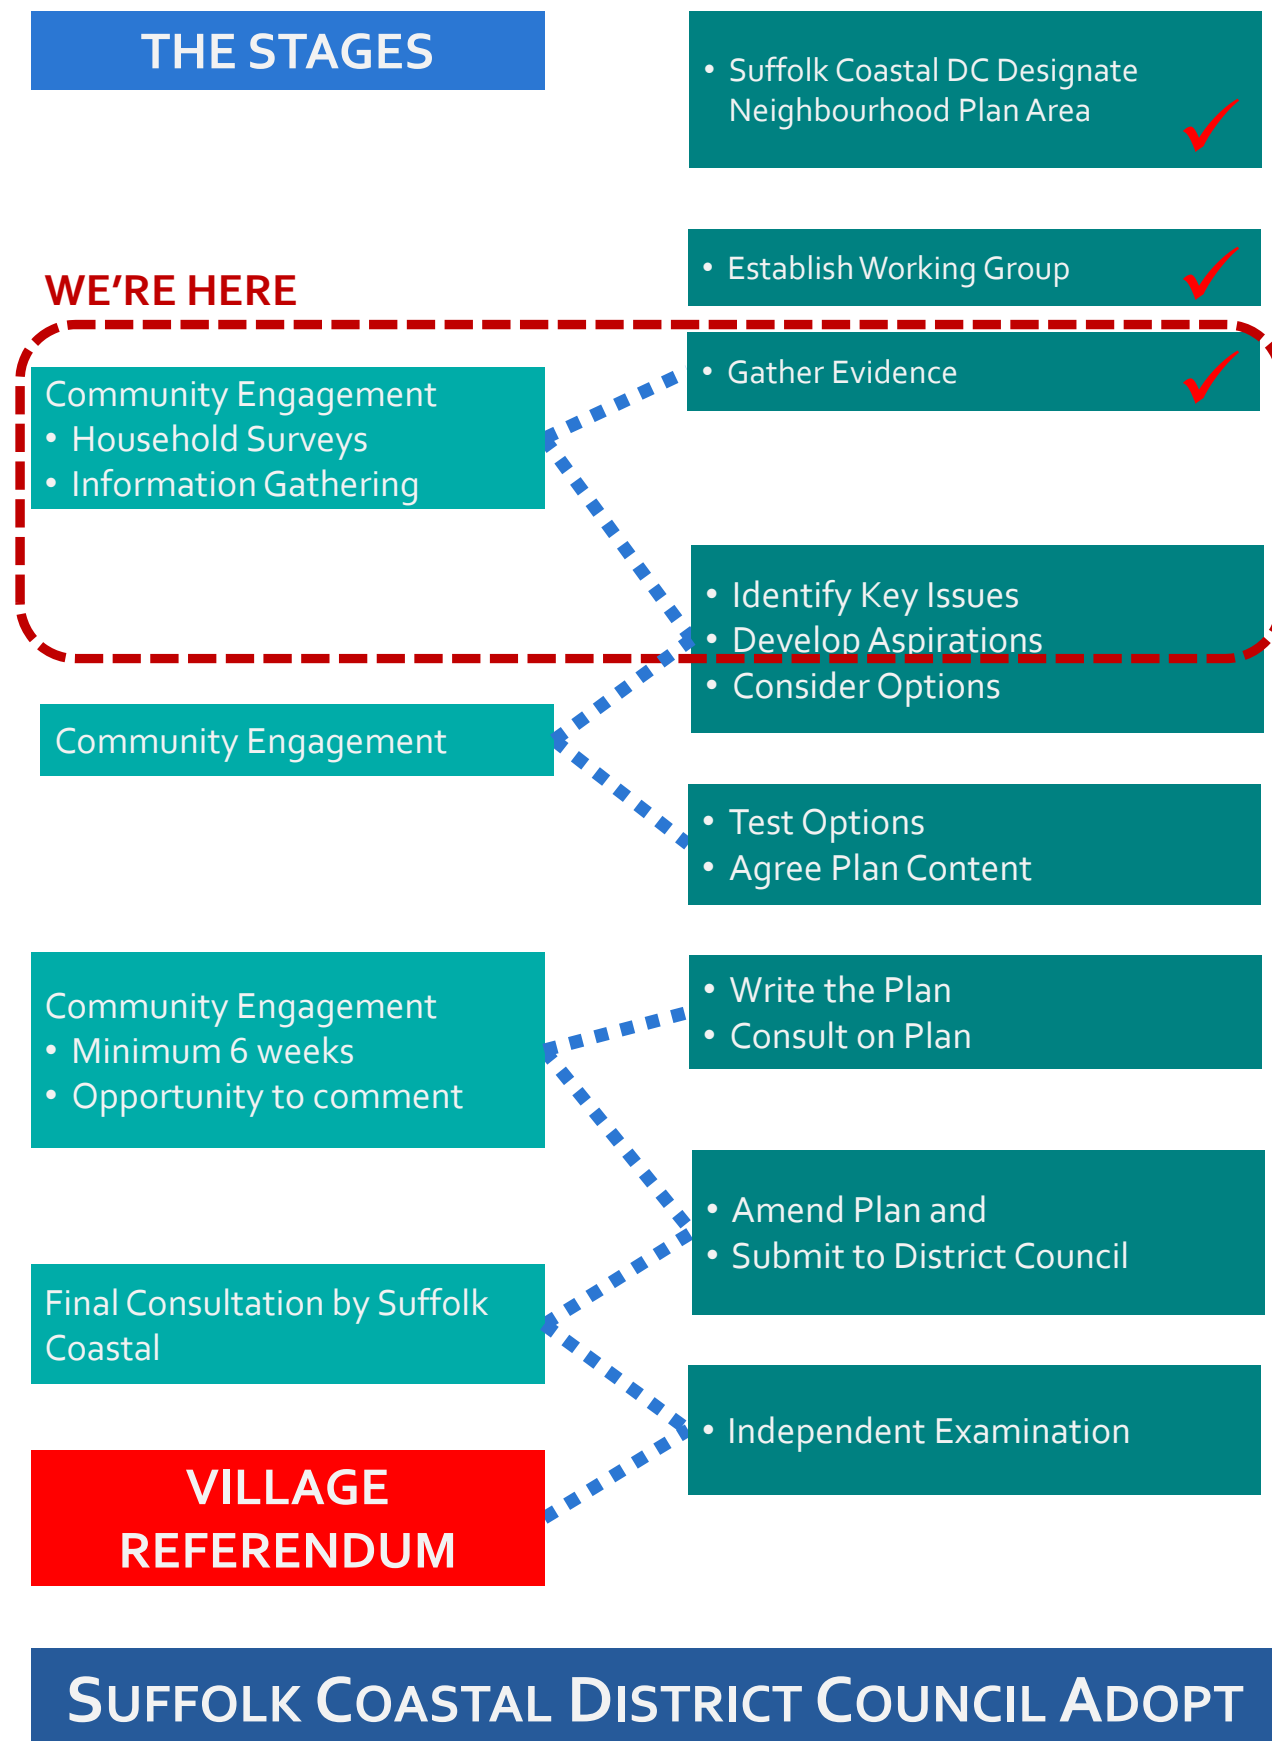 THE STAGES
• Suffolk Coastal DC Designate
Neighbourhood Plan Area
• Establish Working Group
WE'RE HERE
• Gather Evidence
Community Engagement
• Household Surveys
• Information Gathering
• Identify Key Issues
• Develop Aspirations
• Consider Options
Community Engagement
• Test Options
• Agree Plan Content
Community Engagement
• Minimum 6 weeks
• Opportunity to comment
• Write the Plan
• Consult on Plan
• Amend Plan and
• Submit to District Council
Final Consultation by Suffolk
Coastal
• Independent Examination
VILLAGE
REFERENDUM
SUFFOLK COASTAL DISTRICT COUNCIL ADOPT